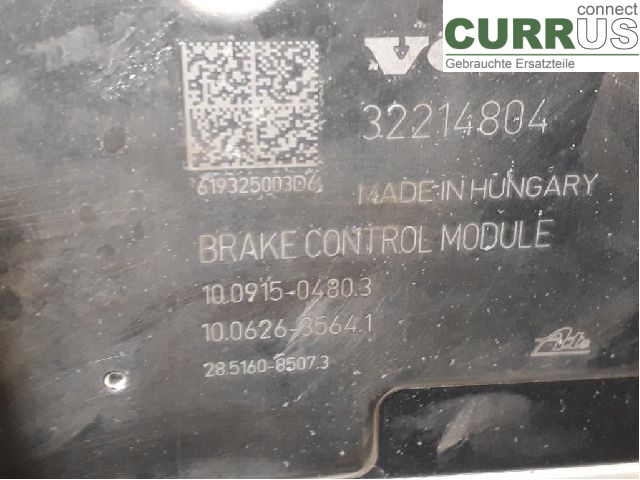 connect
CURRUS
Gebrauchte Ersatzteile
32214804
619325003D6
MADE IN HUNGARY
BRAKE CONTROL MODULE
10.0915-0480.3
10.0626-3564.1
28.5160-8507.3
Ate